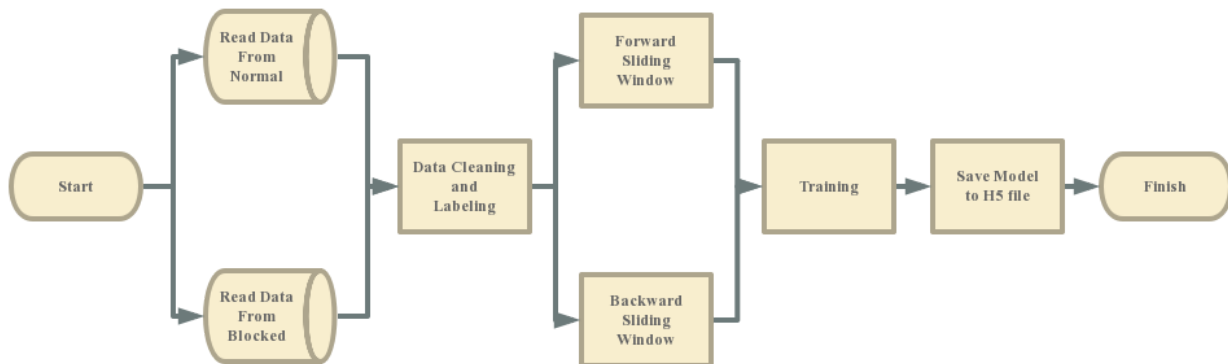 Start
Read Data
From
Normal
Read Data
From
Blocked
Data Cleaning
and
Labeling
Forward
Sliding
Window
Backward
Sliding
Window
Training
Save Model
to H5 file
Finish